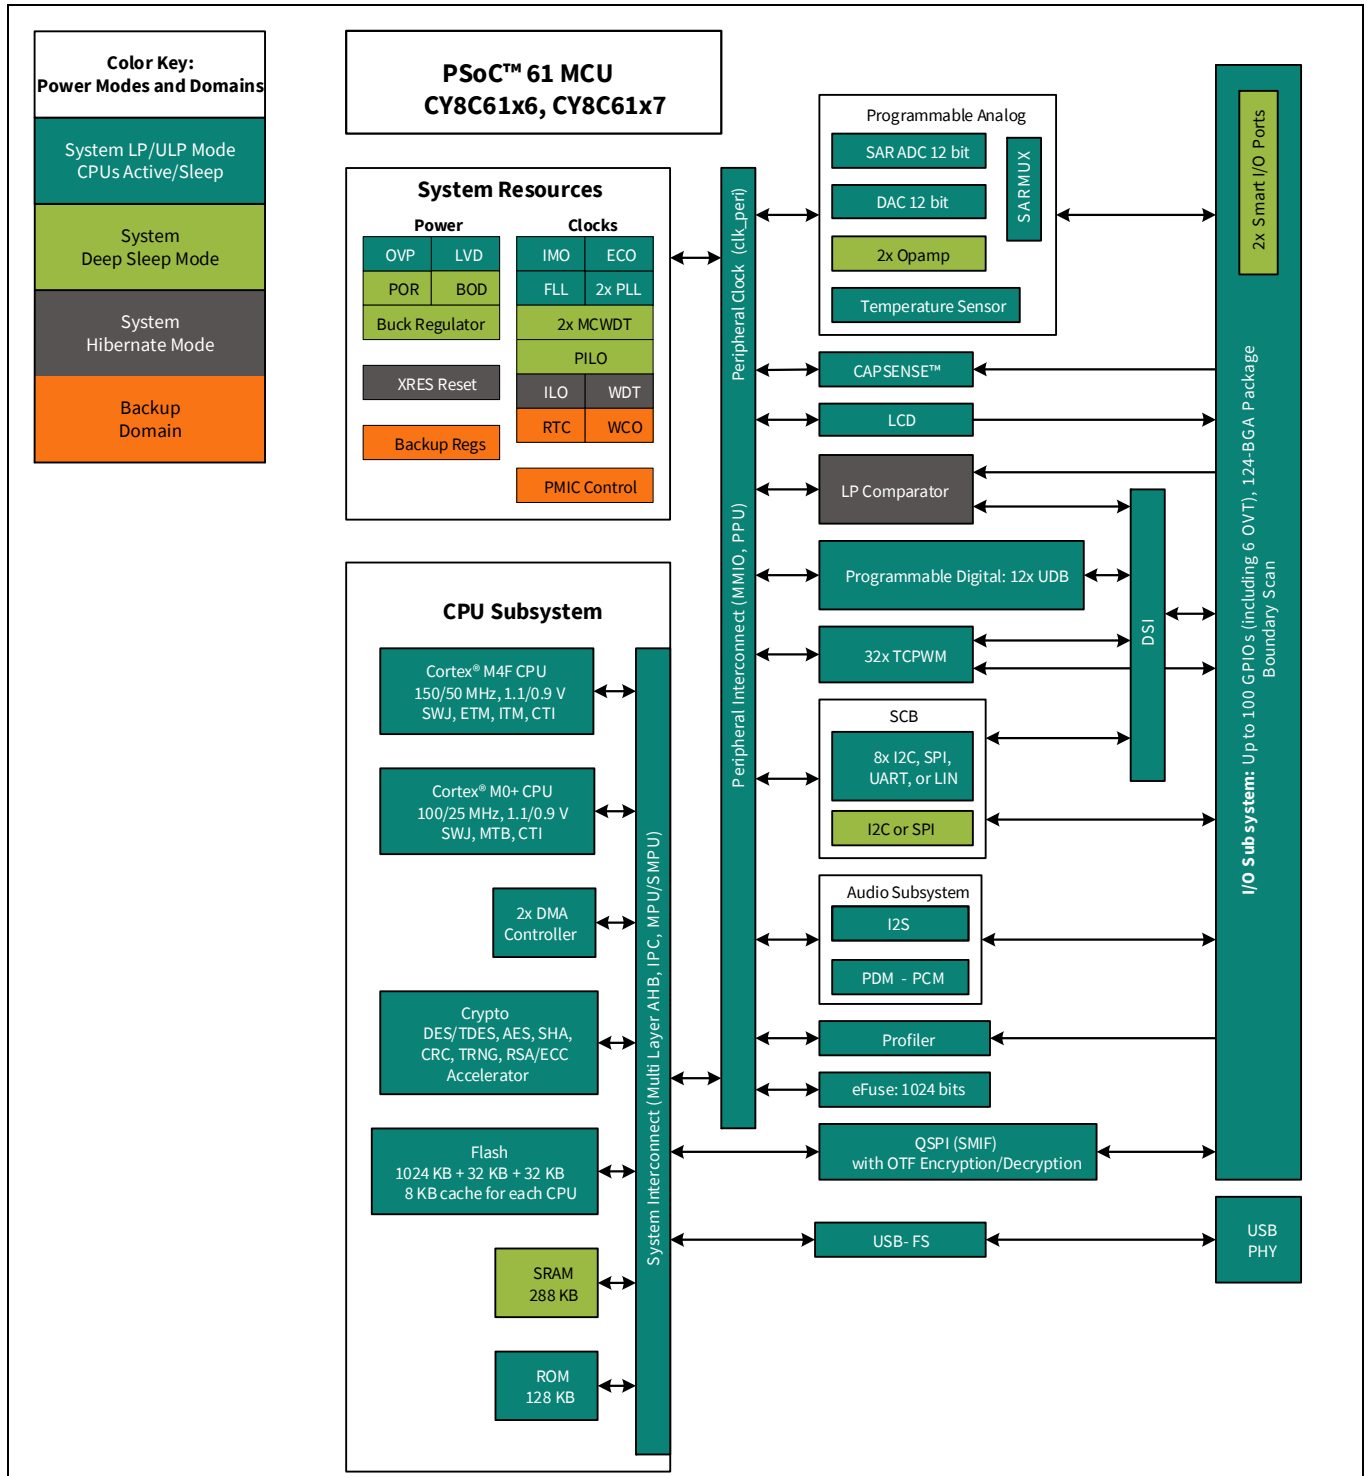 Color Key:
Power Modes and Domains
System LP/ULP Mode
CPUs Active/Sleep
System
Deep Sleep Mode
System
Hibernate Mode
Backup
Domain
PSoC™ 61 MCU
CY8C61x6, CY8C61x7
System Resources
Power
OVP
LVD
POR
BOD
Buck Regulator
XRES Reset
Backup Regs
Clocks
IMO
ECO
FLL
2x PLL
2x MCWDT
PILO
ILO
WDT
RTC
WCO
PMIC Control
CPU Subsystem
Cortex® M4F CPU
150/50 MHz, 1.1/0.9 V
SWJ, ETM, ITM, CTI
Cortex® M0+ CPU
100/25 MHz, 1.1/0.9 V
SWJ, MTB, CTI
2x DMA
Controller
Crypto
DES/TDES, AES, SHA,
CRC, TRNG, RSA/ECC
Accelerator
Flash
1024 KB + 32 KB + 32 KB
8 KB cache for each CPU
SRAM
288 KB
ROM
128 KB
System Interconnect (Multi Layer AHB, IPC, MPU/SMPU)
Peripheral Clock (clk_peri)
Peripheral Interconnect (MMIO, PPU)
Programmable Analog
SAR ADC 12 bit
DAC 12 bit
2x Opamp
Temperature Sensor
SARMUX
CAPSENSE™
LCD
LP Comparator
Programmable Digital: 12x UDB
32x TCPWM
SCB
8x I2C, SPI,
UART, or LIN
I2C or SPI
Audio Subsystem
I2S
PDM - PCM
Profiler
eFuse: 1024 bits
QSPI (SMIF)
with OTF Encryption/Decryption
USB- FS
DSI
2x Smart I/O Ports
I/O Subsystem: Up to 100 GPIOs (including 6 OVT), 124-BGA Package
Boundary Scan
USB
PHY